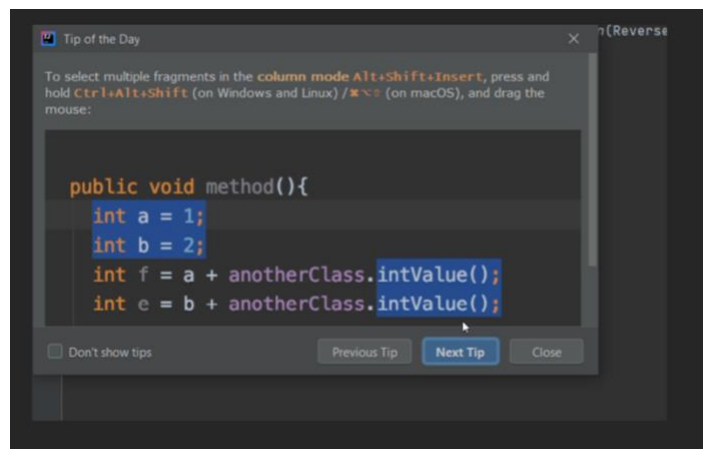 n(Reverse
Tip of the Day
To select multiple fragments in the column mode Alt+Shift+Insert, press and
hold Ctrl+Alt+Shift (on Windows and Linux) /⌘⌥⇧ (on macOS), and drag the
mouse:
public void method(){
int a = 1;
int b = 2;
int f = a + anotherClass.intValue();
int e = b + anotherClass.intValue();
Don't show tips
Previous Tip
Next Tip
Close